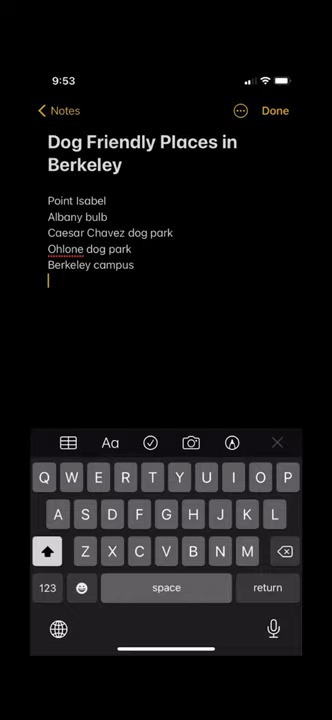 9:53
Notes
Done
Dog Friendly Places in
Berkeley
Point Isabel
Albany bulb
Caesar Chavez dog park
Ohlone dog park
Berkeley campus
Aa
Q W E R T Y U I O P
A S D F G H J K L
Z X C V B N M
123 space return